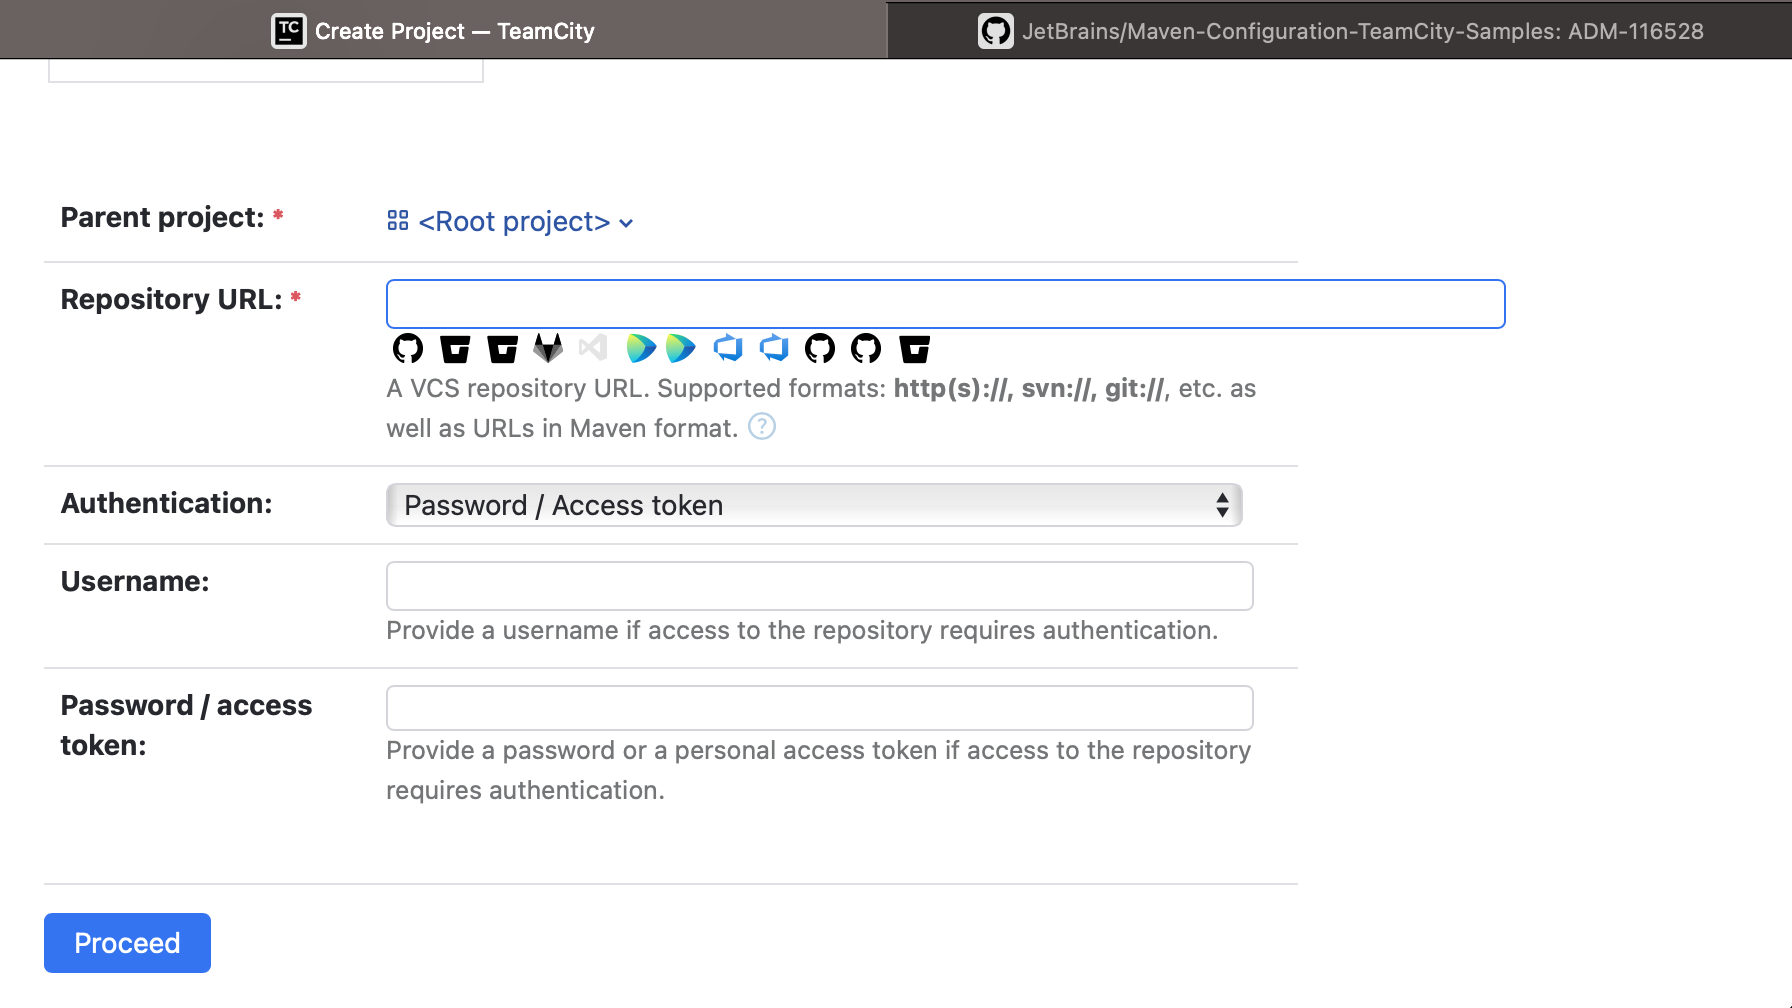 TC Create Project — TeamCity
JetBrains/Maven-Configuration-TeamCity-Samples: ADM-116528
Parent project: *
<Root project>
Repository URL: *
A VCS repository URL. Supported formats: http(s)://, svn://, git://, etc. as
well as URLs in Maven format. ?
Authentication:
Password / Access token
Username:
Provide a username if access to the repository requires authentication.
Password / access
token:
Provide a password or a personal access token if access to the repository
requires authentication.
Proceed